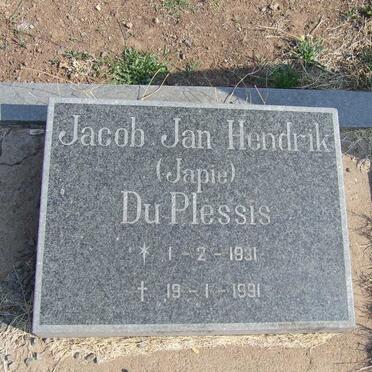 Jacob Jan Hendrik
(Japie)
Du Plessis
* 1-2-1931
† 19-1-1991